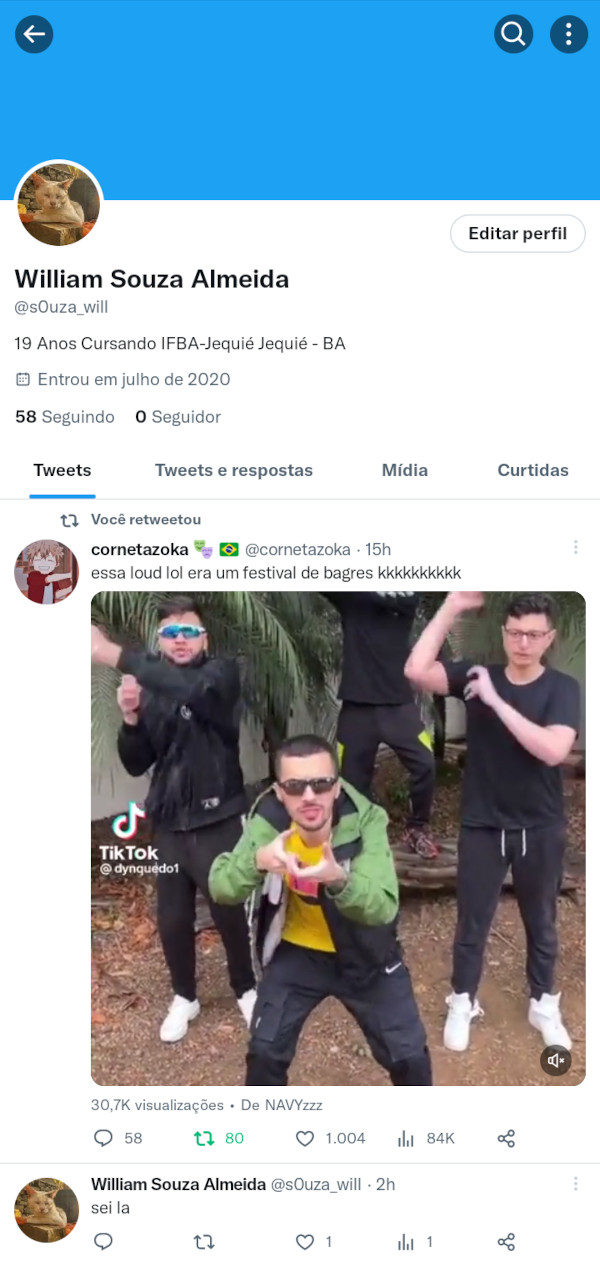 Editar perfil
William Souza Almeida
@s0uza_will
19 Anos Cursando IFBA-Jequié Jequié - BA
Entrou em julho de 2020
58 Seguindo 0 Seguidor
Tweets Tweets e respostas Mídia Curtidas
Você retweetou
cornetazoka @cornetazoka · 15h
essa loud lol era um festival de bagres kkkkkkkkkk
TikTok
@dynquedo1
30,7K visualizações • De NAVYzzz
58 80 1.004 84K
William Souza Almeida @s0uza_will · 2h
sei la
1 1